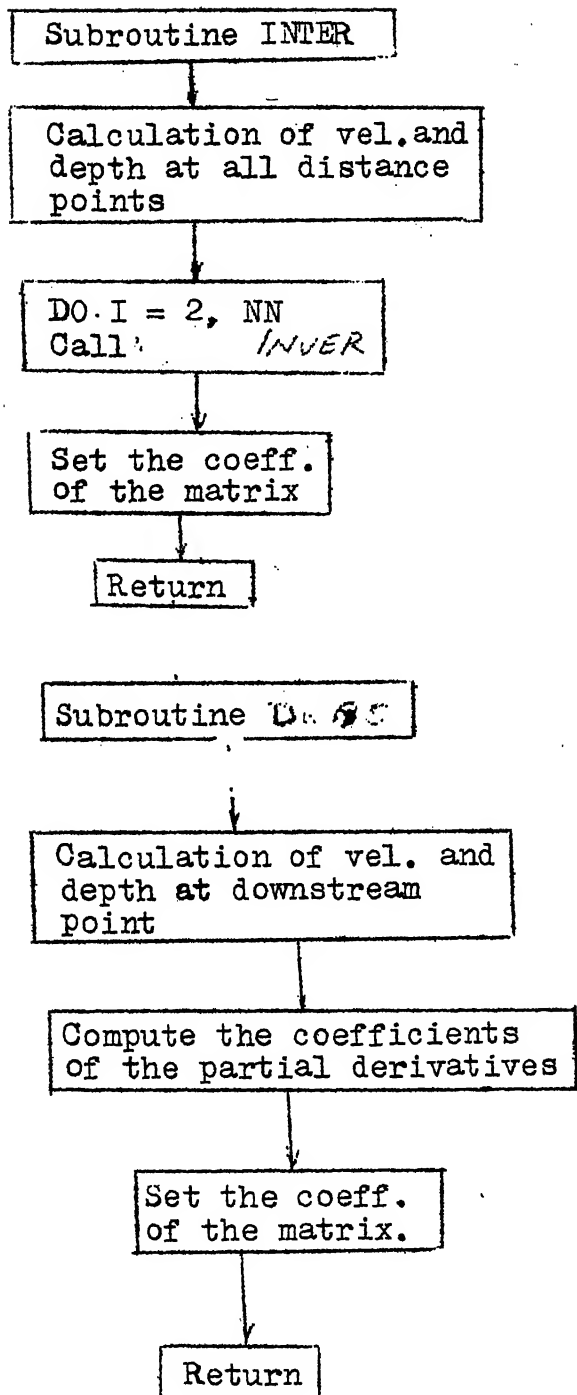 Subroutine INTER
Calculation of vel. and
depth at all distance
points
DO I = 2, NN
Call INVER
Set the coeff.
of the matrix
Return
Subroutine
Calculation of vel. and
depth at downstream
point
Compute the coefficients
of the partial derivatives
Set the coeff.
of the matrix.
Return